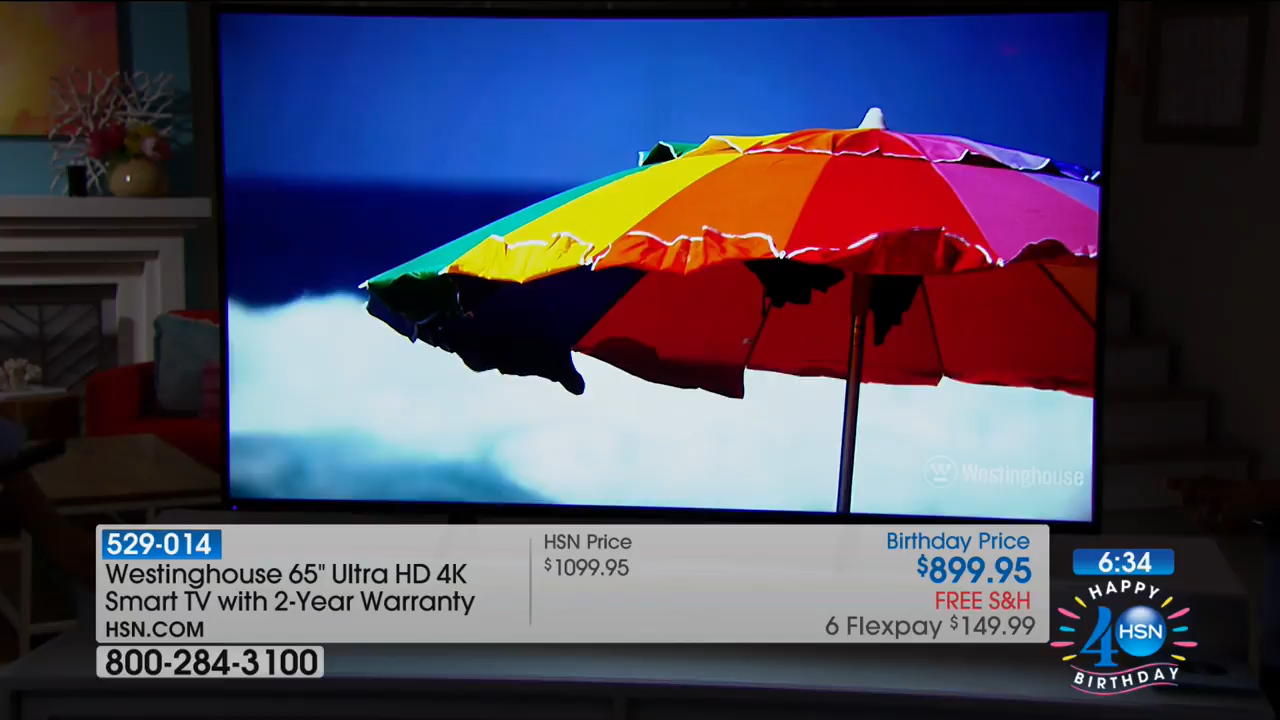 Westinghouse
529-014
Westinghouse 65" Ultra HD 4K
Smart TV with 2-Year Warranty
HSN.COM
800-284-3100
HSN Price
$1099.95
Birthday Price
$899.95
FREE S&H
6 Flexpay $149.99
6:34
HAPPY
40 HSN
BIRTHDAY